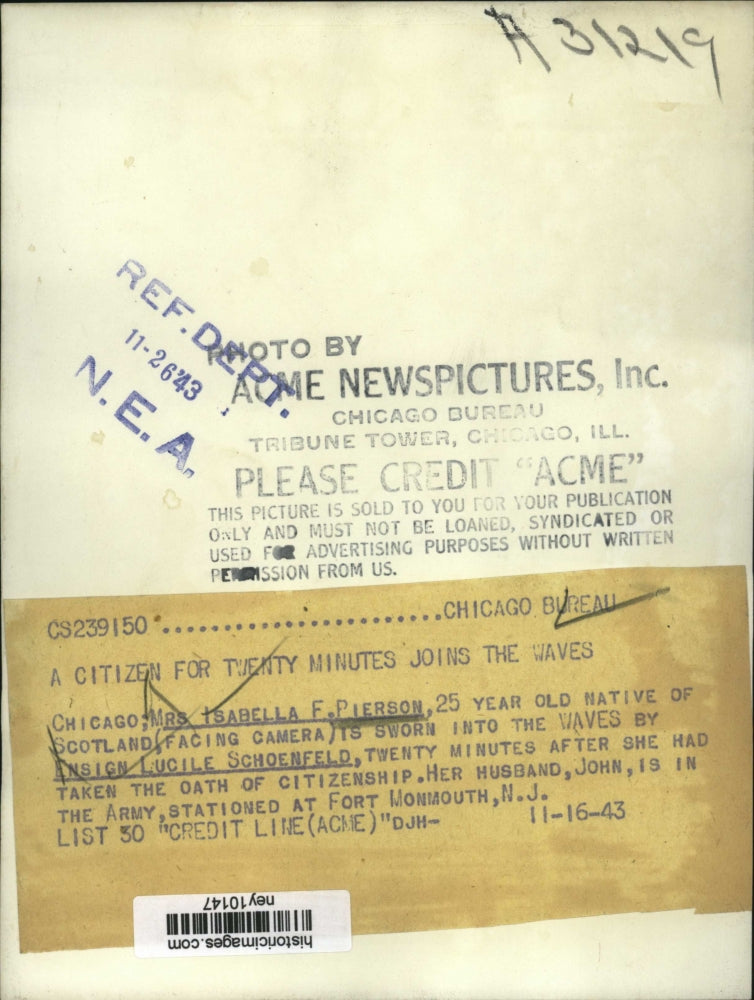 A 31219
REF. DEPT.
11-26'43
N.E.A.
PHOTO BY
ACME NEWSPICTURES, Inc.
CHICAGO BUREAU
TRIBUNE TOWER, CHICAGO, ILL.
PLEASE CREDIT "ACME"
THIS PICTURE IS SOLD TO YOU FOR YOUR PUBLICATION
ONLY AND MUST NOT BE LOANED, SYNDICATED OR
USED FOR ADVERTISING PURPOSES WITHOUT WRITTEN
PERMISSION FROM US.
CS239150 ........................CHICAGO BUREAU
A CITIZEN FOR TWENTY MINUTES JOINS THE WAVES
CHICAGO;MRS ISABELLA F.PIERSON,25 YEAR OLD NATIVE OF
SCOTLAND(FACING CAMERA)IS SWORN INTO THE WAVES BY
ENSIGN LUCILE SCHOENFELD,TWENTY MINUTES AFTER SHE HAD
TAKEN THE OATH OF CITIZENSHIP.HER HUSBAND,JOHN,IS IN
THE ARMY,STATIONED AT FORT MONMOUTH,N.J.
LIST 30 "CREDIT LINE(ACME)"DJH- 11-16-43
historicimages.com
ney10147